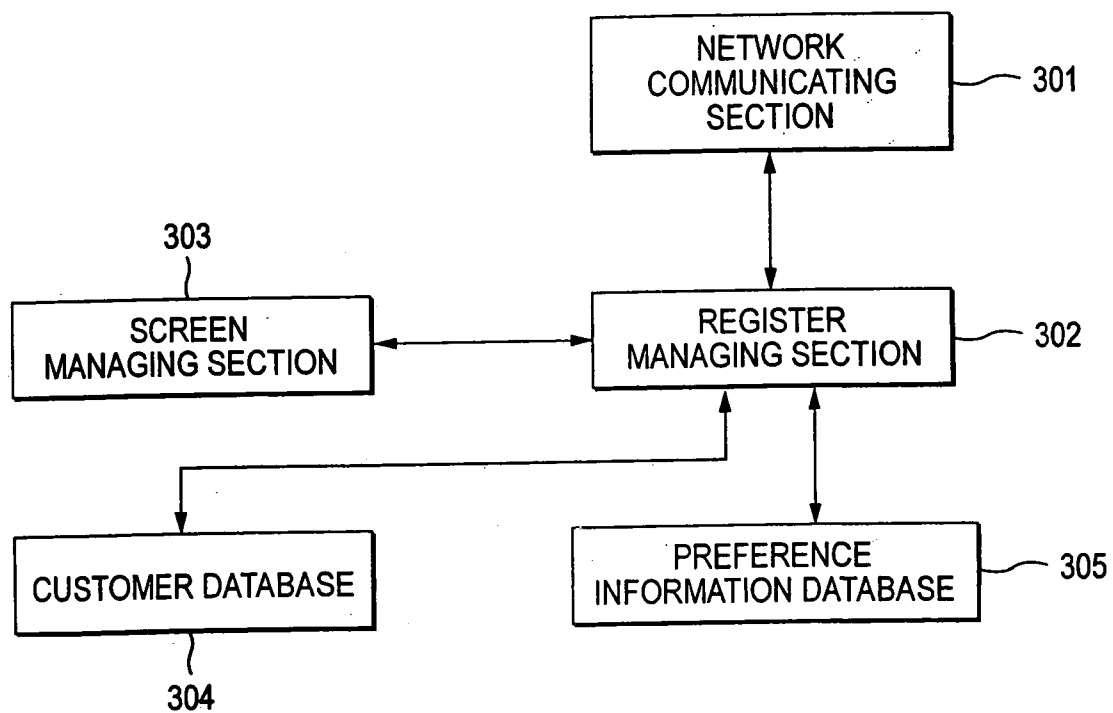 NETWORK
COMMUNICATING
SECTION
301
303
SCREEN
MANAGING SECTION
REGISTER
MANAGING SECTION
302
CUSTOMER DATABASE
304
PREFERENCE
INFORMATION DATABASE
305